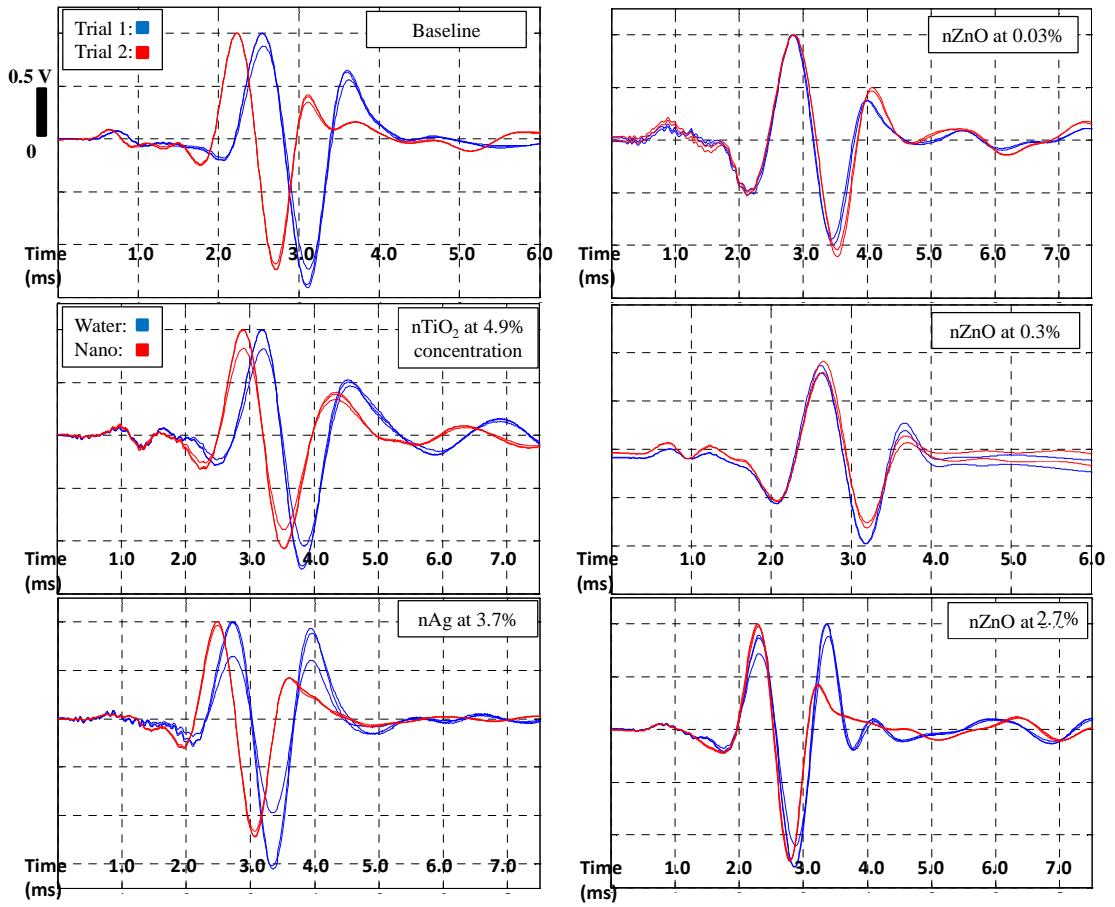 Trial 1:
Trial 2:
Baseline
0.5 V
0
Time
(ms)
1.0 2.0 3.0 4.0 5.0 6.0
nZnO at 0.03%
Time
(ms)
1.0 2.0 3.0 4.0 5.0 6.0 7.0
Water:
Nano:
nTiO2 at 4.9%
concentration
Time
(ms)
1.0 2.0 3.0 4.0 5.0 6.0 7.0
nZnO at 0.3%
Time
(ms)
1.0 2.0 3.0 4.0 5.0 6.0
nAg at 3.7%
Time
(ms)
1.0 2.0 3.0 4.0 5.0 6.0 7.0
nZnO at 2.7%
Time
(ms)
1.0 2.0 3.0 4.0 5.0 6.0 7.0